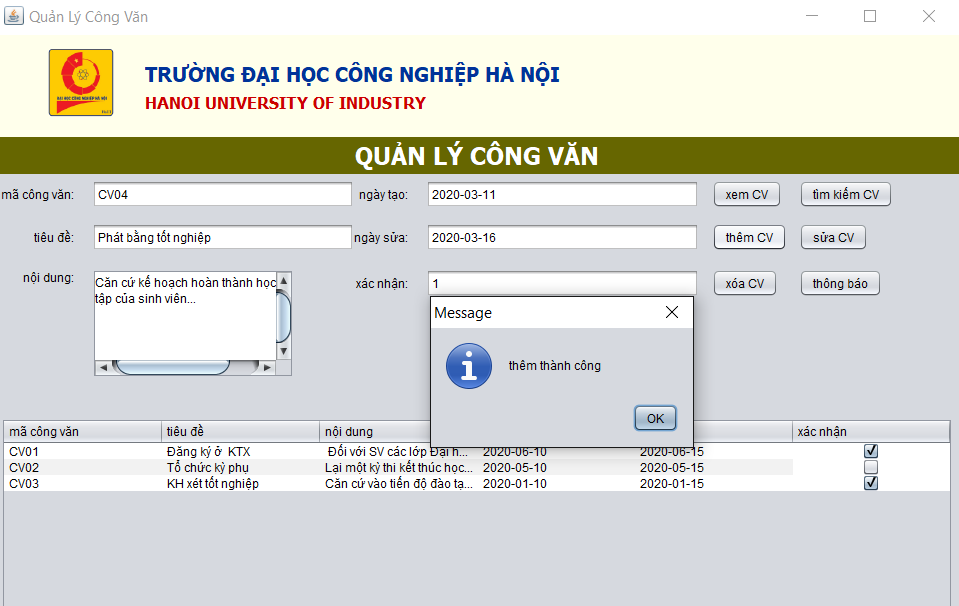 Quản Lý Công Văn
ĐẠI HỌC CÔNG NGHIỆP HÀ NỘI
TRƯỜNG ĐẠI HỌC CÔNG NGHIỆP HÀ NỘI
HANOI UNIVERSITY OF INDUSTRY
QUẢN LÝ CÔNG VĂN
mã công văn: CV04 ngày tạo: 2020-03-11 xem CV tìm kiếm CV
tiêu đề: Phát bằng tốt nghiệp ngày sửa: 2020-03-16 thêm CV sửa CV
nội dung: Căn cứ kế hoạch hoàn thành học xác nhận: 1 xóa CV thông báo
tập của sinh viên...
Message
thêm thành công
OK
mã công văn tiêu đề nội dung xác nhận
CV01 Đăng ký ở KTX Đối với SV các lớp Đại h... 2020-06-10 2020-06-15
CV02 Tổ chức kỳ phụ Lại một kỳ thi kết thúc học... 2020-05-10 2020-05-15
CV03 KH xét tốt nghiệp Căn cứ vào tiến độ đào tạ... 2020-01-10 2020-01-15